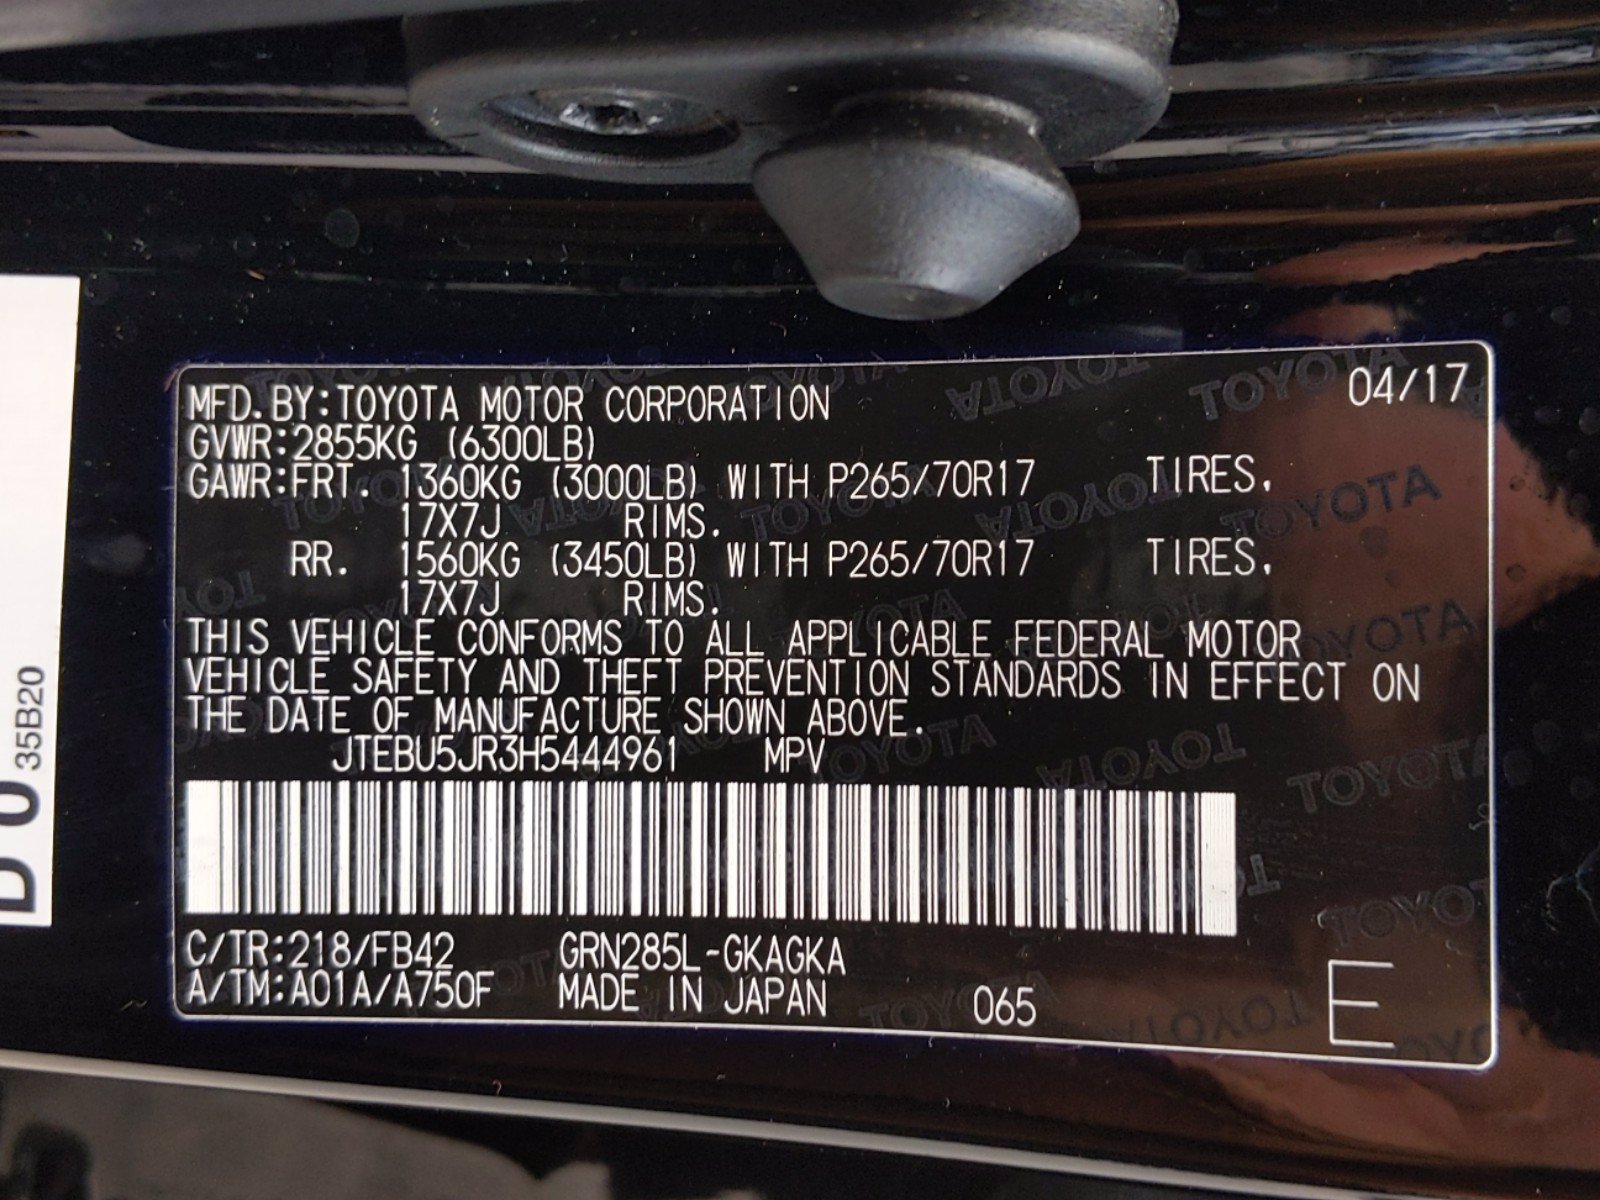 MFD.BY:TOYOTA MOTOR CORPORATION 04/17
GVWR:2855KG (6300LB)
GAWR:FRT. 1360KG (3000LB) WITH P265/70R17 TIRES,
17X7J RIMS.
RR. 1560KG (3450LB) WITH P265/70R17 TIRES,
17X7J RIMS.
THIS VEHICLE CONFORMS TO ALL APPLICABLE FEDERAL MOTOR
VEHICLE SAFETY AND THEFT PREVENTION STANDARDS IN EFFECT ON
THE DATE OF MANUFACTURE SHOWN ABOVE.
JTEBU5JR3H5444961 MPV
C/TR:218/FB42 GRN285L-GKAGKA
A/TM:A01A/A750F MADE IN JAPAN 065 E
35B20